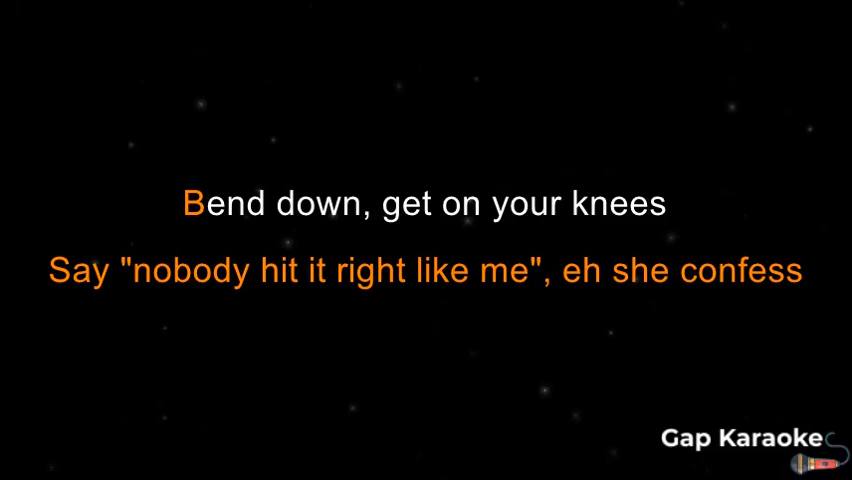 Bend down, get on your knees
Say "nobody hit it right like me", eh she confess
Gap Karaoke